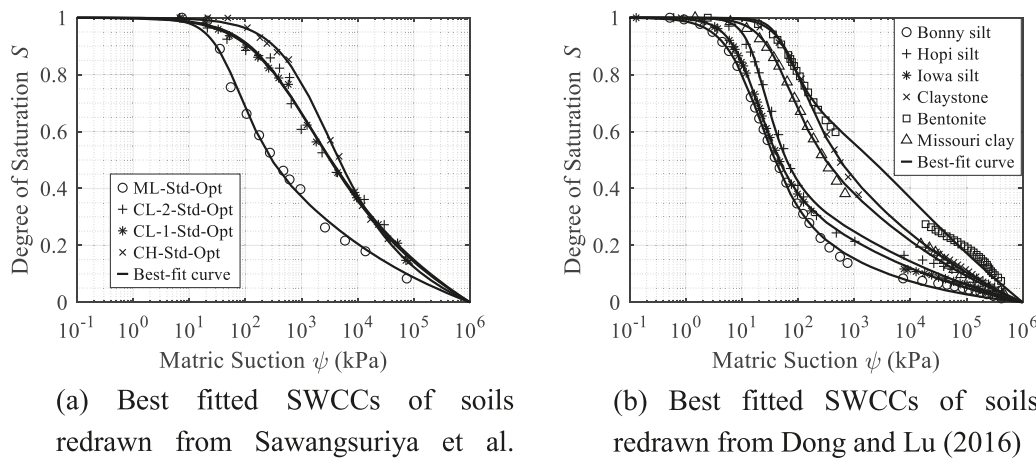 1
0.8
0.6
0.4
0.2
0
Degree of Saturation S
ML-Std-Opt
CL-2-Std-Opt
CL-1-Std-Opt
CH-Std-Opt
Best-fit curve
10^-1 10^0 10^1 10^2 10^3 10^4 10^5 10^6
Matric Suction ψ (kPa)
(a) Best fitted SWCCs of soils
redrawn from Sawangsuriya et al.
1
0.8
0.6
0.4
0.2
0
Degree of Saturation S
Bonny silt
Hopi silt
Iowa silt
Claystone
Bentonite
Missouri clay
Best-fit curve
10^-1 10^0 10^1 10^2 10^3 10^4 10^5 10^6
Matric Suction ψ (kPa)
(b) Best fitted SWCCs of soils
redrawn from Dong and Lu (2016)